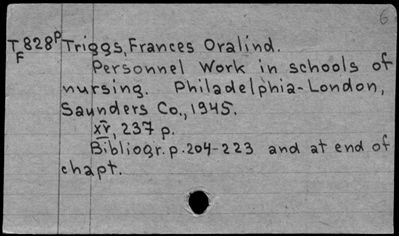 6
T828p Triggs, Frances Oralind.
F
Personnel Work in schools of
nursing. Philadelphia-London,
Saunders Co., 1945.
xv, 237 p.
Bibliogr. p. 204-223 and at end of
chapt.